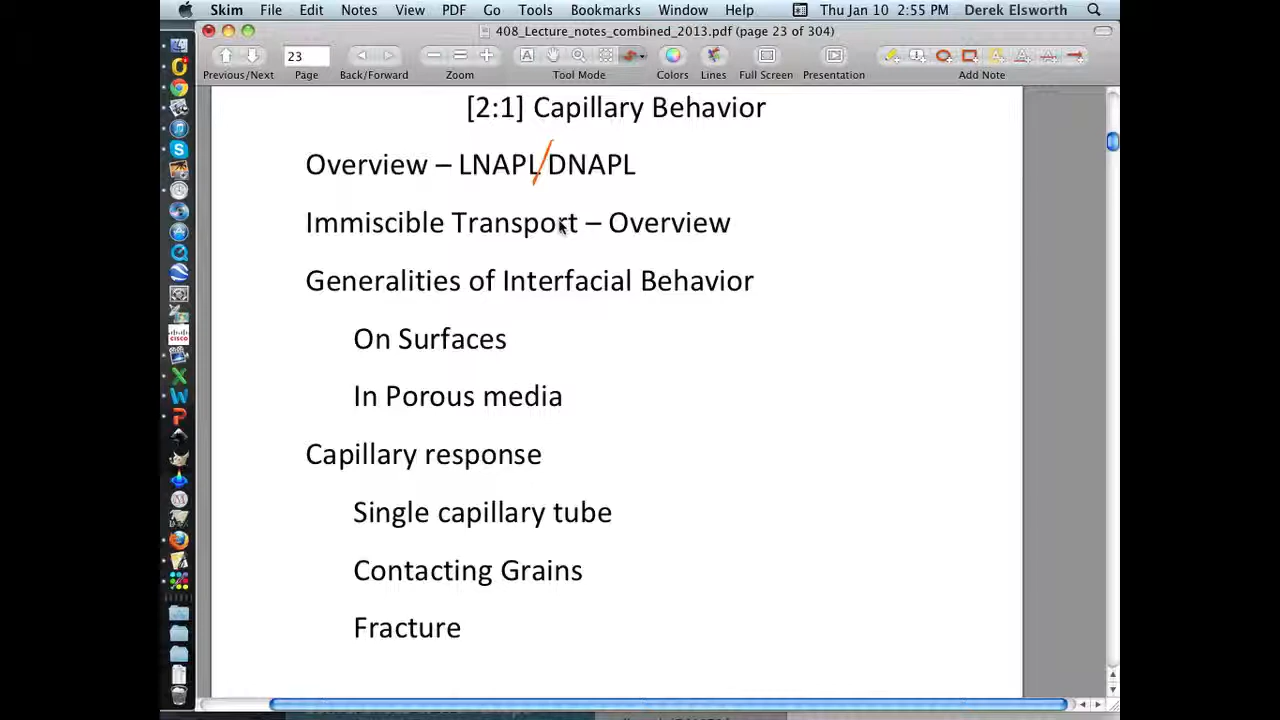 Skim File Edit Notes View PDF Go Tools Bookmarks Window Help Thu Jan 10 2:55 PM Derek Elsworth
408_Lecture_notes_combined_2013.pdf (page 23 of 304)
23
Previous/Next Page Back/Forward Zoom Tool Mode Colors Lines Full Screen Presentation Add Note
[2:1] Capillary Behavior
Overview – LNAPL/DNAPL
Immiscible Transport – Overview
Generalities of Interfacial Behavior
On Surfaces
In Porous media
Capillary response
Single capillary tube
Contacting Grains
Fracture